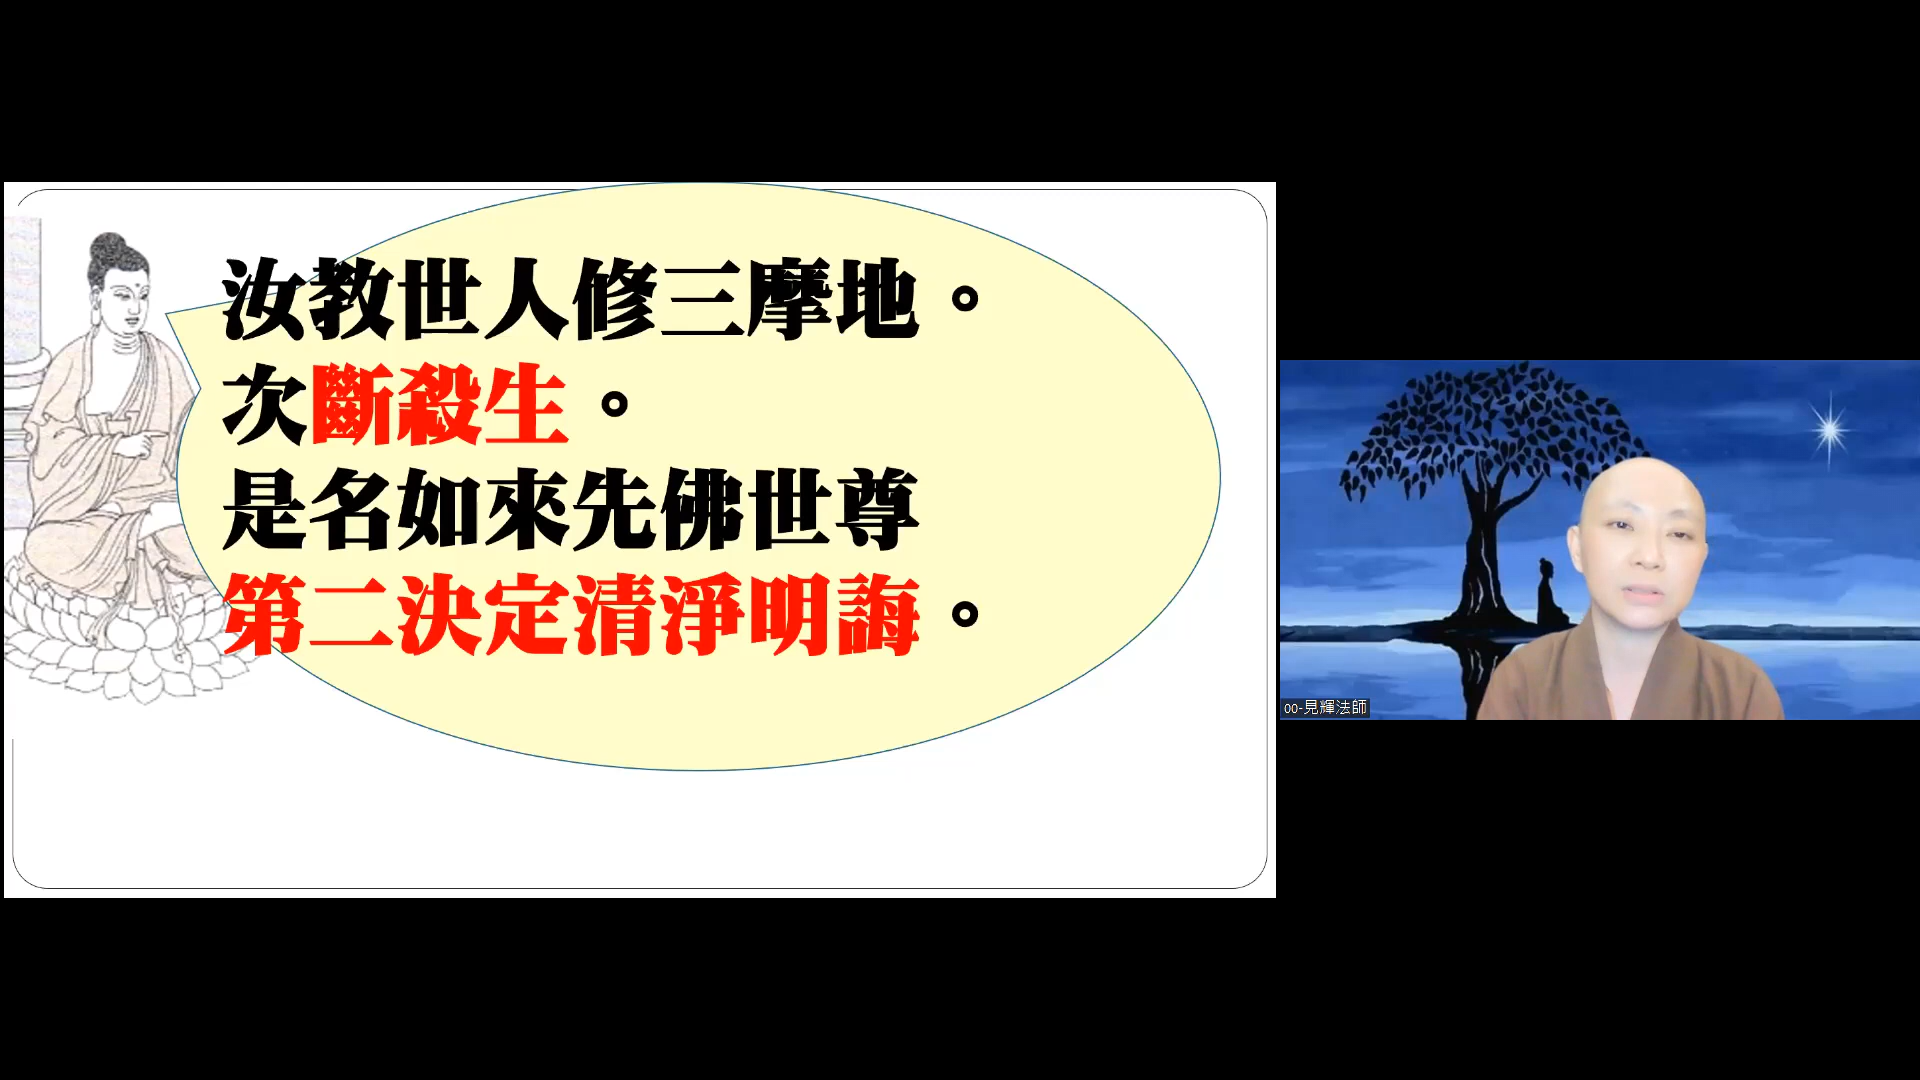 汝教世人修三摩地。
次斷殺生。
是名如來先佛世尊
第二決定清淨明誨。
00-見輝法師